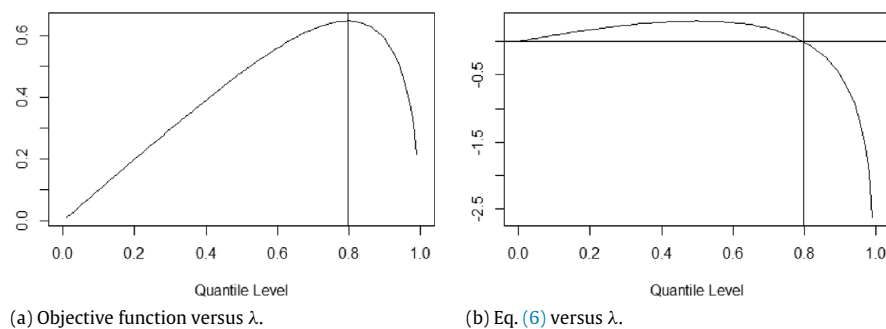 0.6
0.4
0.2
0.0
0.0 0.2 0.4 0.6 0.8 1.0
Quantile Level
(a) Objective function versus λ.
-0.5
-1.5
-2.5
0.0 0.2 0.4 0.6 0.8 1.0
Quantile Level
(b) Eq. (6) versus λ.